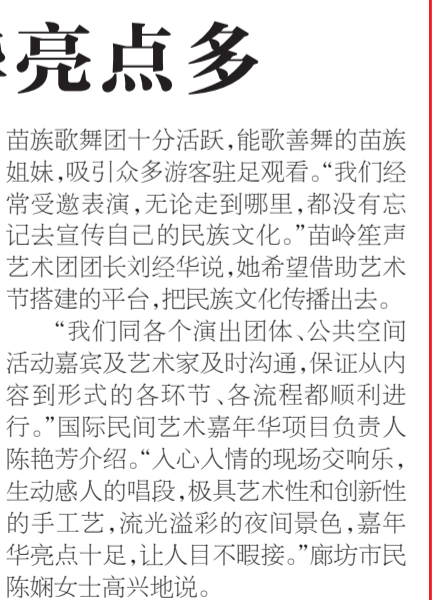 亮点多
苗族歌舞团十分活跃,能歌善舞的苗族
姐妹,吸引众多游客驻足观看。“我们经
常受邀表演,无论走到哪里,都没有忘
记去宣传自己的民族文化。”苗岭笙声
艺术团团长刘经华说,她希望借助艺术
节搭建的平台,把民族文化传播出去。
“我们同各个演出团体、公共空间
活动嘉宾及艺术家及时沟通,保证从内
容到形式的各环节、各流程都顺利进
行。”国际民间艺术嘉年华项目负责人
陈艳芳介绍。“入心入情的现场交响乐,
生动感人的唱段,极具艺术性和创新性
的手工艺,流光溢彩的夜间景色,嘉年
华亮点十足,让人目不暇接。”廊坊市民
陈娴女士高兴地说。